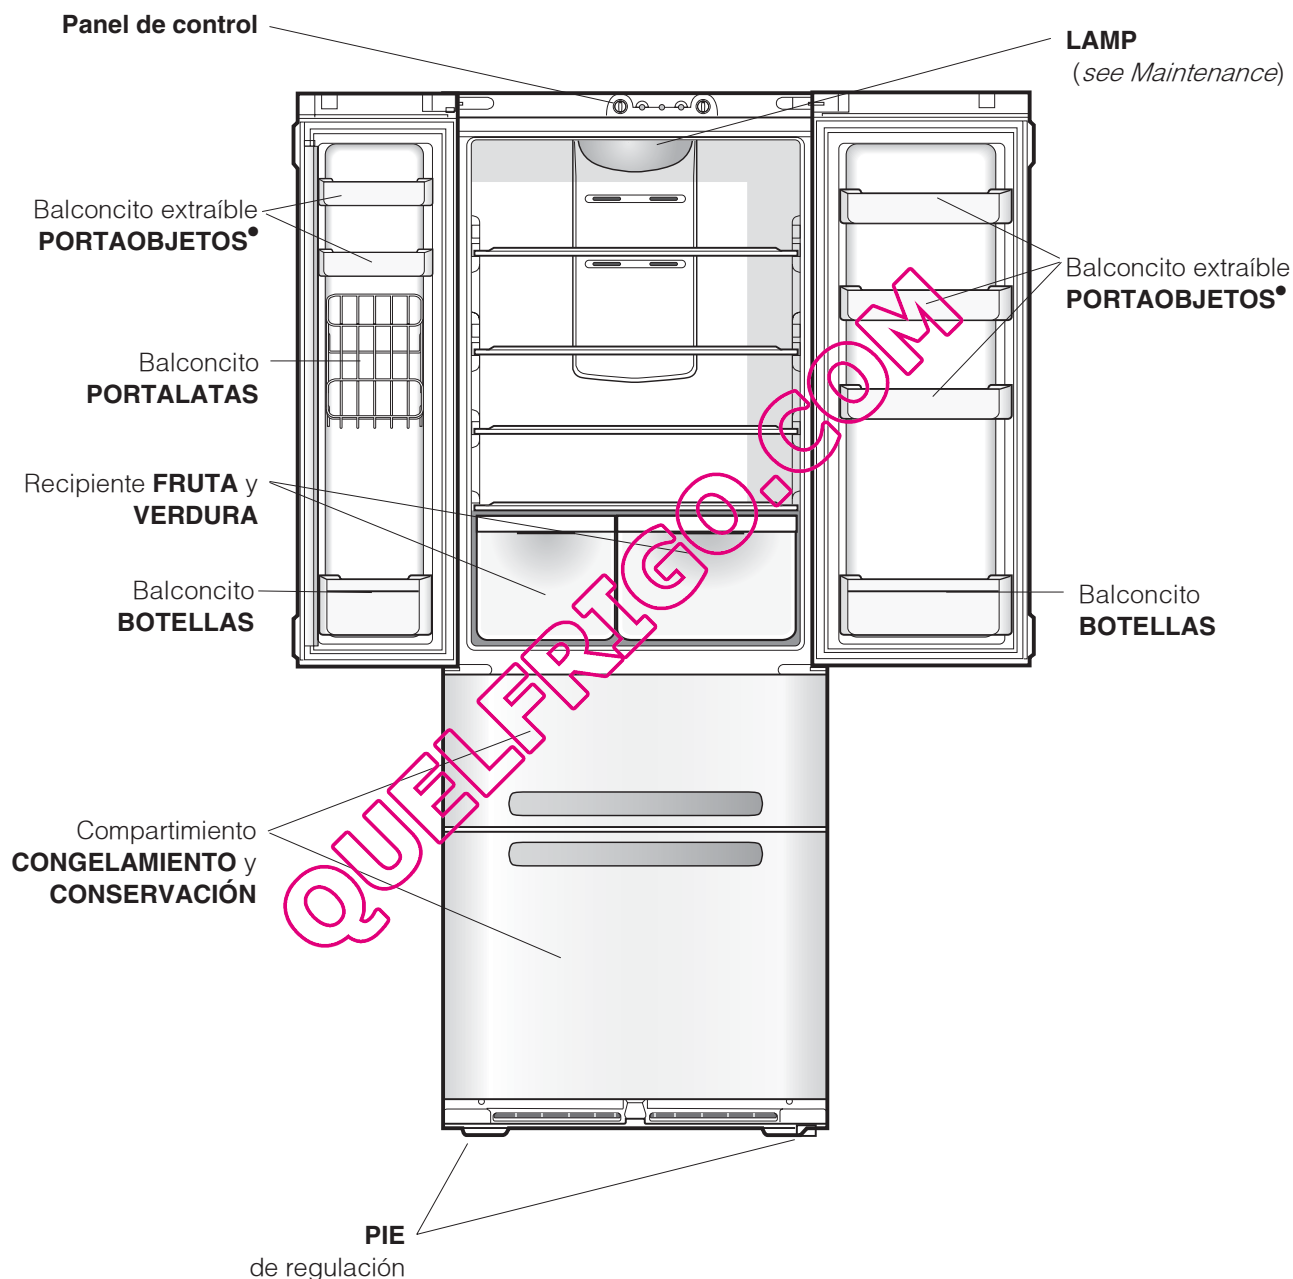 Panel de control
LAMP
(see Maintenance)
Balconcito extraíble
PORTAOBJETOS•
Balconcito extraíble
PORTAOBJETOS•
Balconcito
PORTALATAS
Recipiente FRUTA y
VERDURA
Balconcito
BOTELLAS
Balconcito
BOTELLAS
Compartimiento
CONGELAMIENTO y
CONSERVACIÓN
PIE
de regulación
QUELFRIGO.COM